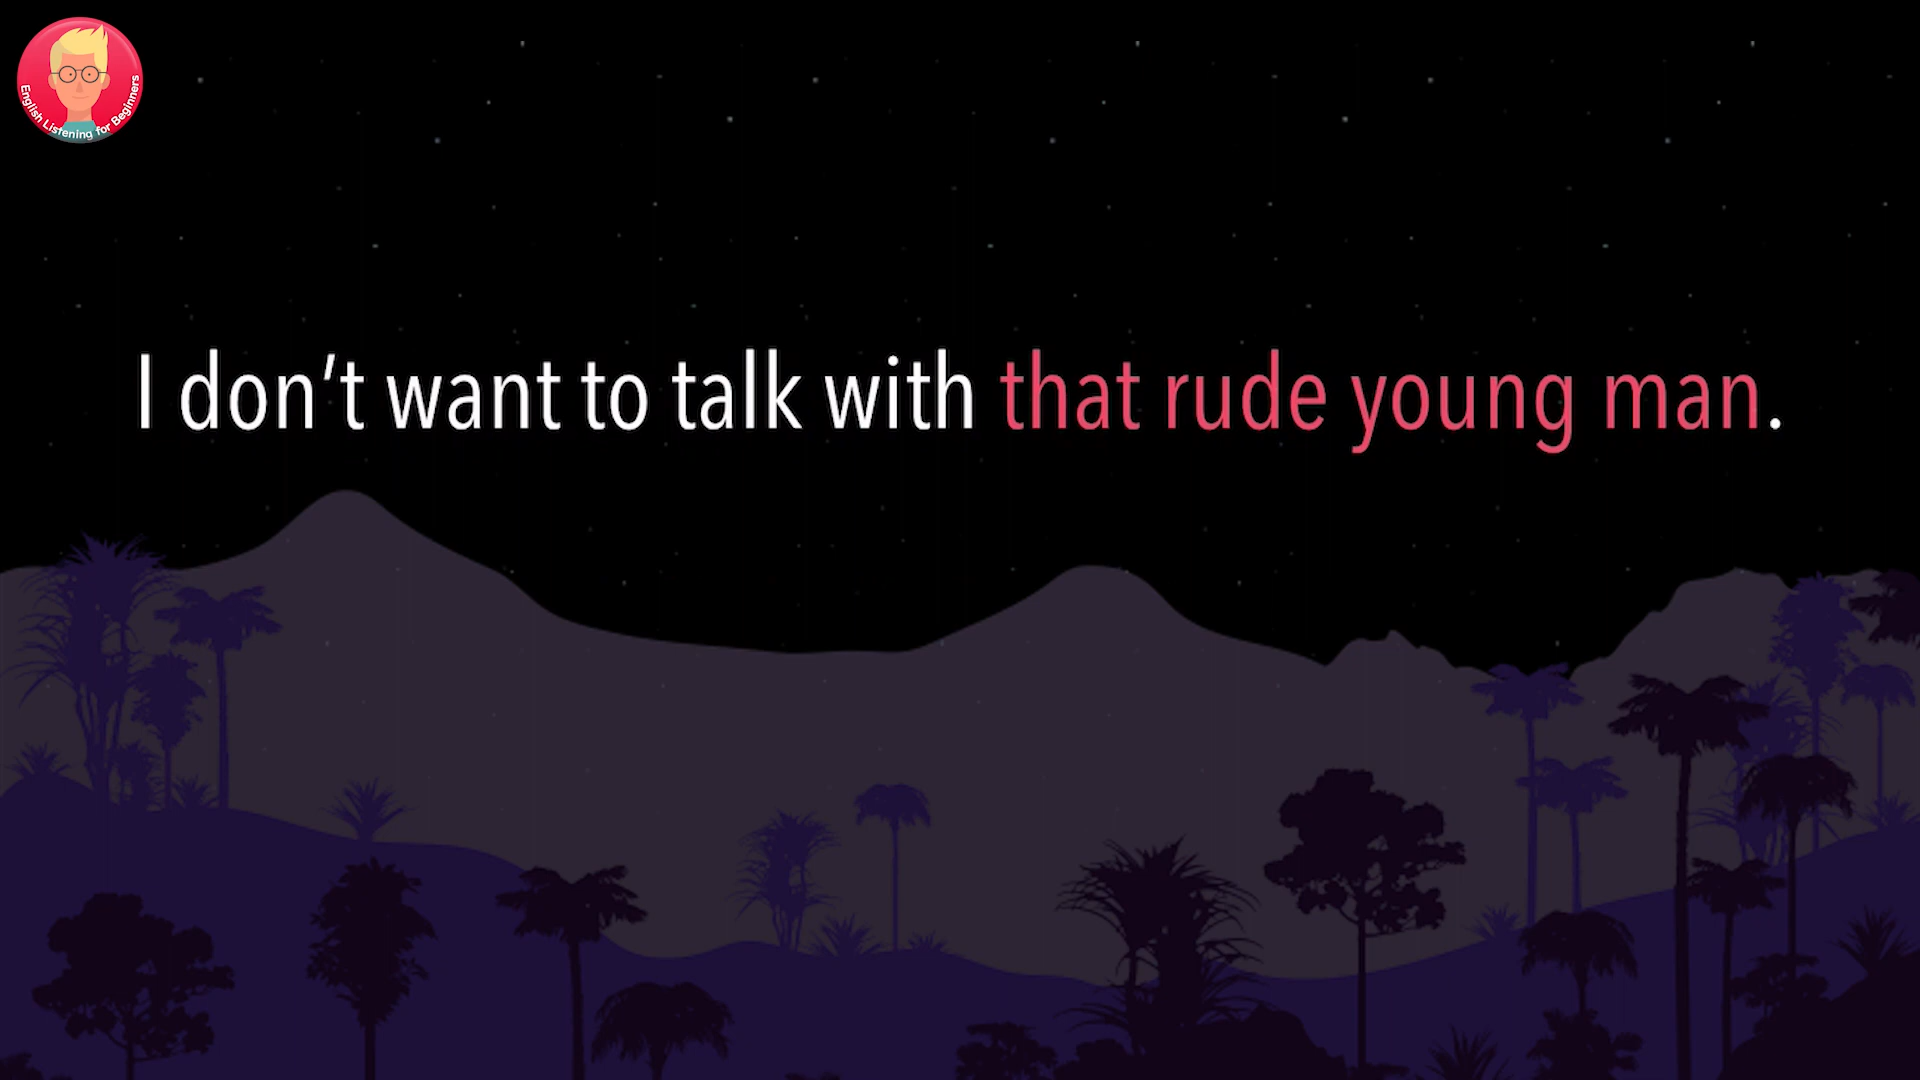 English Listening for Beginners
I don’t want to talk with that rude young man.